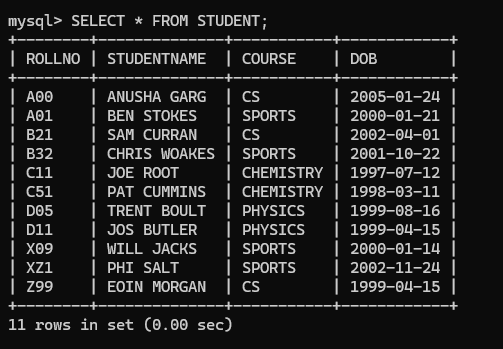 mysql> SELECT * FROM STUDENT;
+--------+--------------+-----------+------------+
| ROLLNO | STUDENTNAME  | COURSE    | DOB        |
+--------+--------------+-----------+------------+
| A00    | ANUSHA GARG  | CS        | 2005-01-24 |
| A01    | BEN STOKES   | SPORTS    | 2000-01-21 |
| B21    | SAM CURRAN   | CS        | 2002-04-01 |
| B32    | CHRIS WOAKES | SPORTS    | 2001-10-22 |
| C11    | JOE ROOT     | CHEMISTRY | 1997-07-12 |
| C51    | PAT CUMMINS  | CHEMISTRY | 1998-03-11 |
| D05    | TRENT BOULT  | PHYSICS   | 1999-08-16 |
| D11    | JOS BUTLER   | PHYSICS   | 1999-04-15 |
| X09    | WILL JACKS   | SPORTS    | 2000-01-14 |
| XZ1    | PHI SALT     | SPORTS    | 2002-11-24 |
| Z99    | EOIN MORGAN  | CS        | 1999-04-15 |
+--------+--------------+-----------+------------+
11 rows in set (0.00 sec)